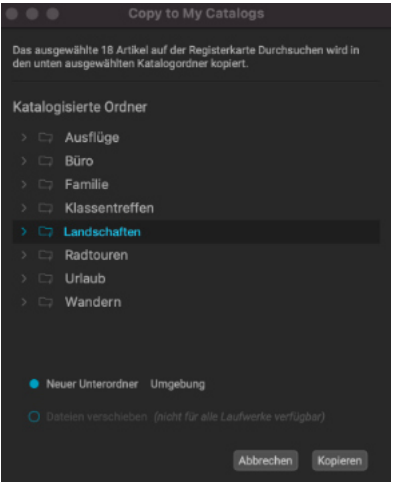 Copy to My Catalogs
Das ausgewählte 18 Artikel auf der Registerkarte Durchsuchen wird in
den unten ausgewählten Katalogordner kopiert.
Katalogisierte Ordner
Ausflüge
Büro
Familie
Klassentreffen
Landschaften
Radtouren
Urlaub
Wandern
Neuer Unterordner Umgebung
Dateien verschieben (nicht für alle Laufwerke verfügbar)
Abbrechen Kopieren